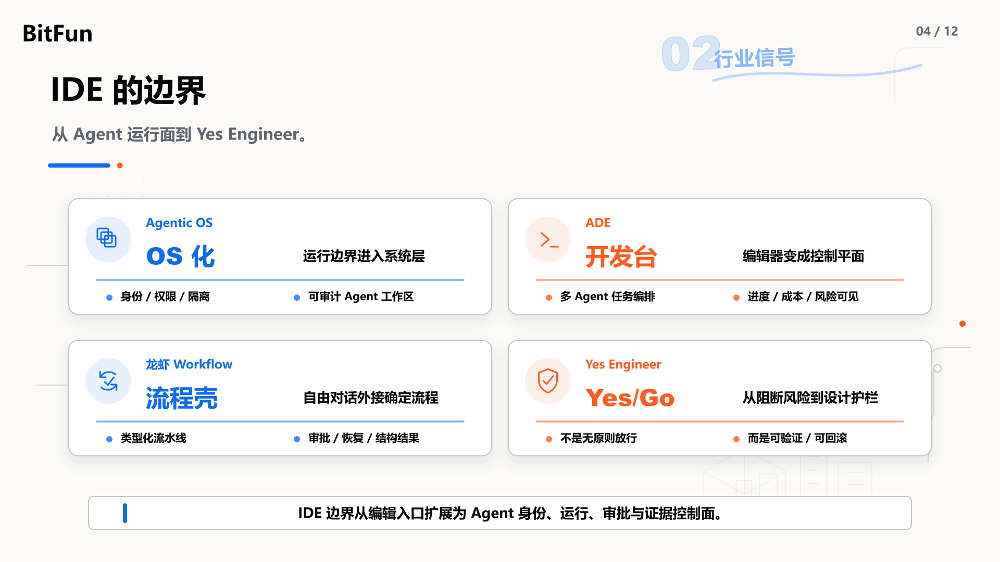 BitFun
04 / 12
02 行业信号
IDE 的边界
从 Agent 运行面到 Yes Engineer。
Agentic OS
OS 化
运行边界进入系统层
身份 / 权限 / 隔离
可审计 Agent 工作区
ADE
开发台
编辑器变成控制平面
多 Agent 任务编排
进度 / 成本 / 风险可见
龙虾 Workflow
流程壳
自由对话外接确定流程
类型化流水线
审批 / 恢复 / 结构结果
Yes Engineer
Yes/Go
从阻断风险到设计护栏
不是无原则放行
而是可验证 / 可回滚
IDE 边界从编辑入口扩展为 Agent 身份、运行、审批与证据控制面。